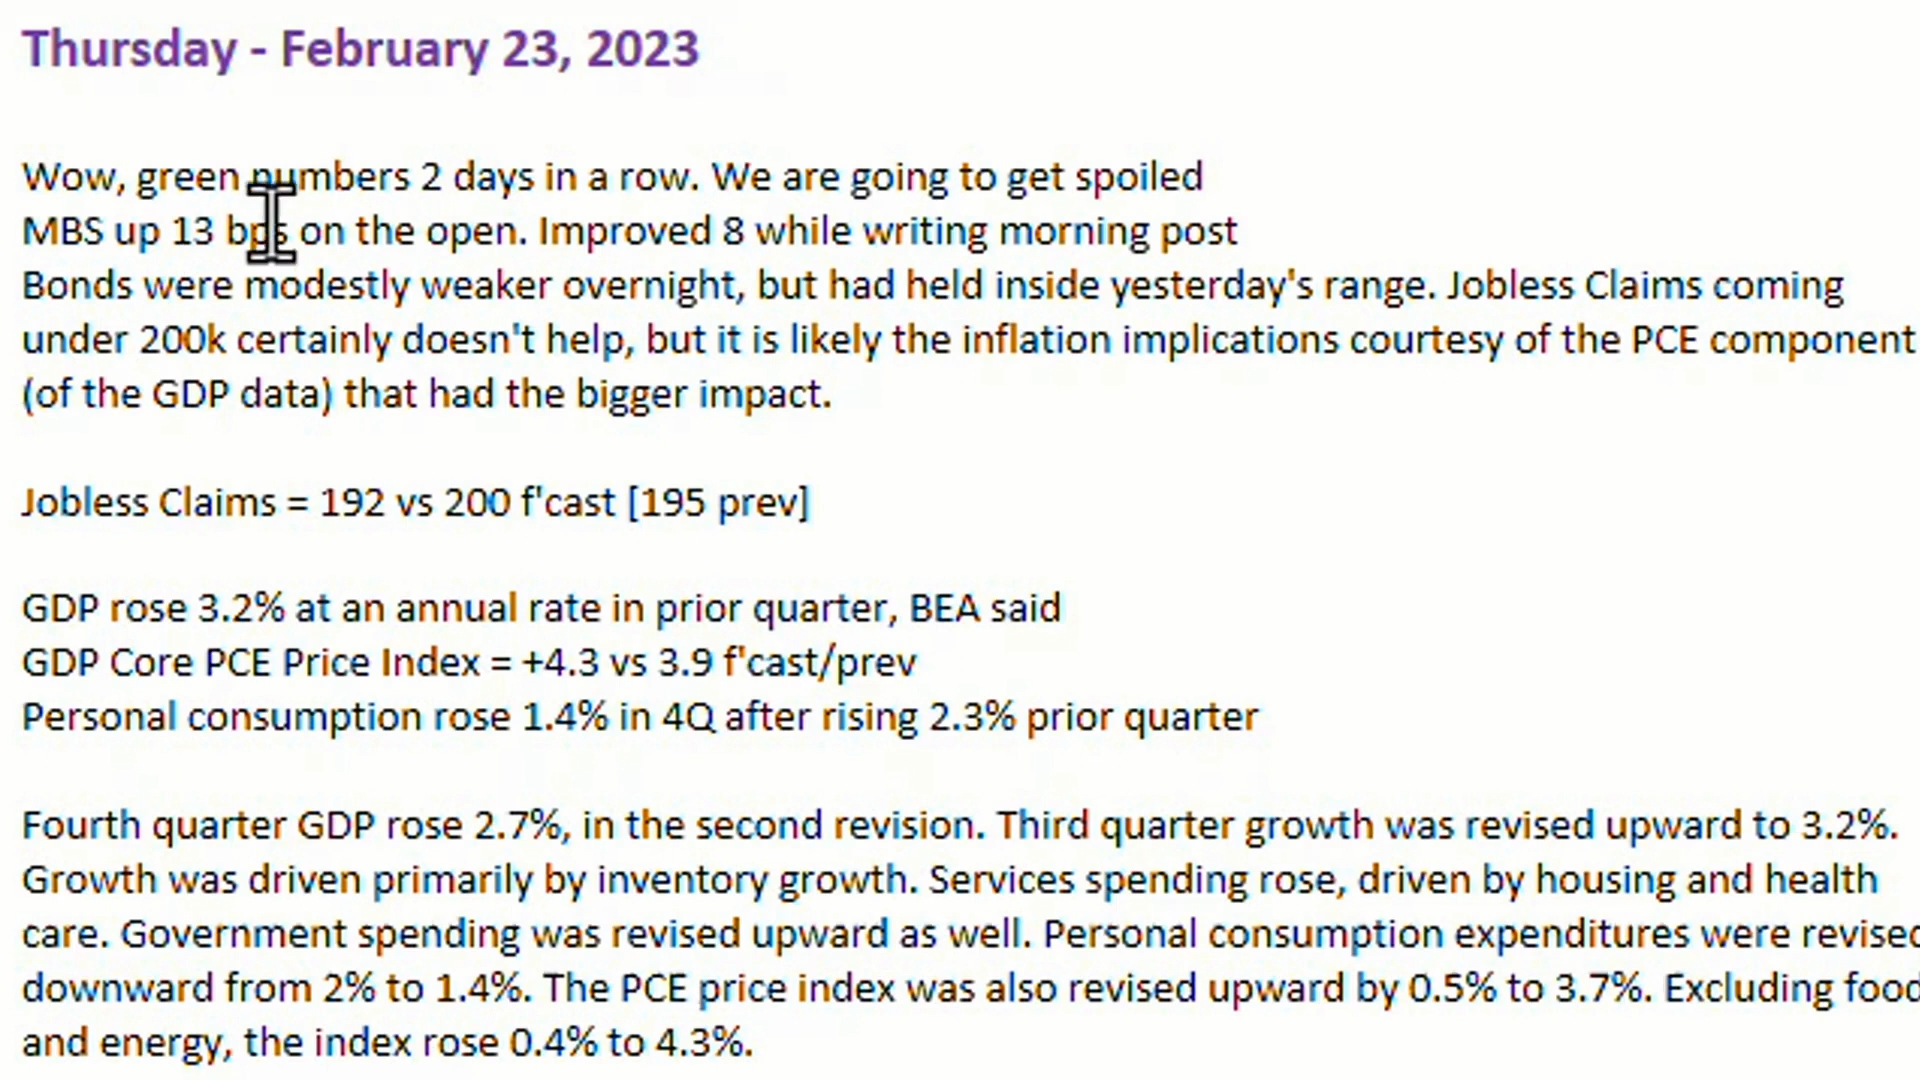 Thursday - February 23, 2023
Wow, green numbers 2 days in a row. We are going to get spoiled
MBS up 13 bps on the open. Improved 8 while writing morning post
Bonds were modestly weaker overnight, but had held inside yesterday's range. Jobless Claims coming
under 200k certainly doesn't help, but it is likely the inflation implications courtesy of the PCE component
(of the GDP data) that had the bigger impact.
Jobless Claims = 192 vs 200 f'cast [195 prev]
GDP rose 3.2% at an annual rate in prior quarter, BEA said
GDP Core PCE Price Index = +4.3 vs 3.9 f'cast/prev
Personal consumption rose 1.4% in 4Q after rising 2.3% prior quarter
Fourth quarter GDP rose 2.7%, in the second revision. Third quarter growth was revised upward to 3.2%.
Growth was driven primarily by inventory growth. Services spending rose, driven by housing and health
care. Government spending was revised upward as well. Personal consumption expenditures were revised
downward from 2% to 1.4%. The PCE price index was also revised upward by 0.5% to 3.7%. Excluding food
and energy, the index rose 0.4% to 4.3%.